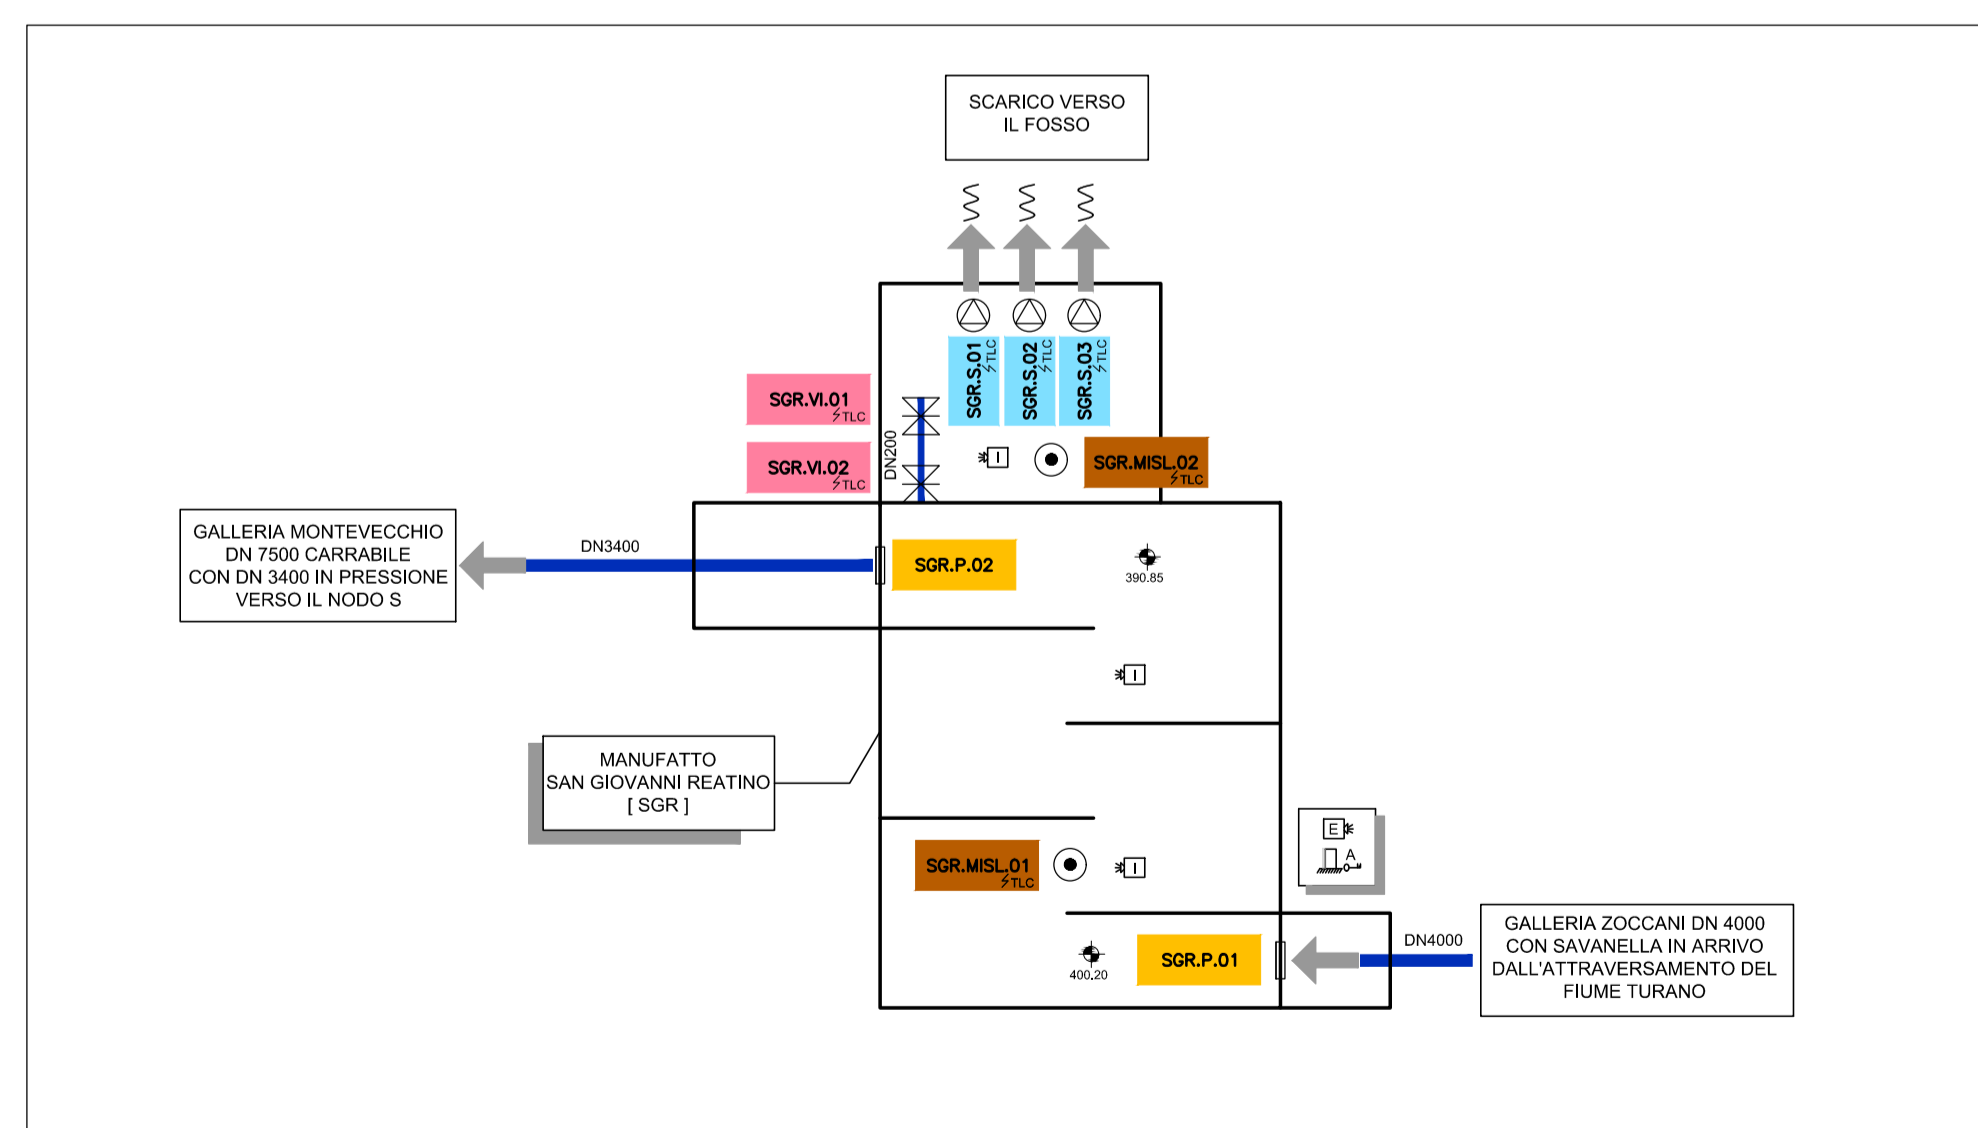 SCARICO VERSO
IL FOSSO
SGR.S.01
TLC
SGR.S.02
TLC
SGR.S.03
TLC
SGR.VI.01
TLC
SGR.VI.02
TLC
DN200
I
SGR.MISL.02
TLC
GALLERIA MONTEVECCHIO
DN 7500 CARRABILE
CON DN 3400 IN PRESSIONE
VERSO IL NODO S
DN3400
SGR.P.02
390.85
I
MANUFATTO
SAN GIOVANNI REATINO
[ SGR ]
SGR.MISL.01
TLC
I
E
A
400.20
SGR.P.01
DN4000
GALLERIA ZOCCANI DN 4000
CON SAVANELLA IN ARRIVO
DALL'ATTRAVERSAMENTO DEL
FIUME TURANO